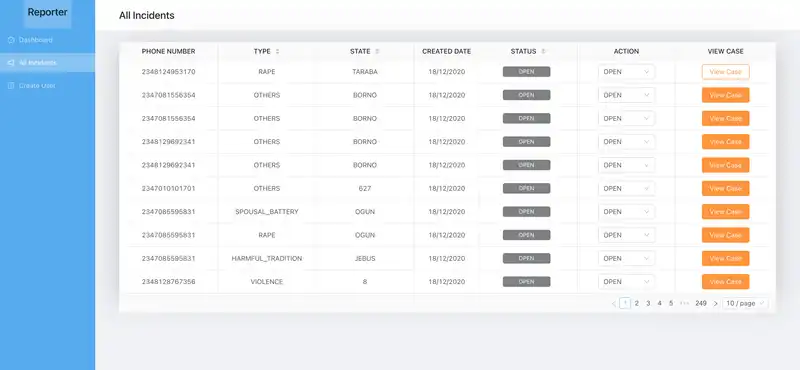 Reporter
All Incidents
Dashboard
All Incidents
Create User
PHONE NUMBER TYPE STATE CREATED DATE STATUS ACTION VIEW CASE
2348124953170 RAPE TARABA 18/12/2020 OPEN OPEN View Case
2347081556354 OTHERS BORNO 18/12/2020 OPEN OPEN View Case
2347081556354 OTHERS BORNO 18/12/2020 OPEN OPEN View Case
2348129692341 OTHERS BORNO 18/12/2020 OPEN OPEN View Case
2348129692341 OTHERS BORNO 18/12/2020 OPEN OPEN View Case
2347010101701 OTHERS 627 18/12/2020 OPEN OPEN View Case
2347085595831 SPOUSAL_BATTERY OGUN 18/12/2020 OPEN OPEN View Case
2347085595831 RAPE OGUN 18/12/2020 OPEN OPEN View Case
2347085595831 HARMFUL_TRADITION JEBUS 18/12/2020 OPEN OPEN View Case
2348128767356 VIOLENCE 8 18/12/2020 OPEN OPEN View Case
< 1 2 3 4 5 ••• 249 > 10 / page